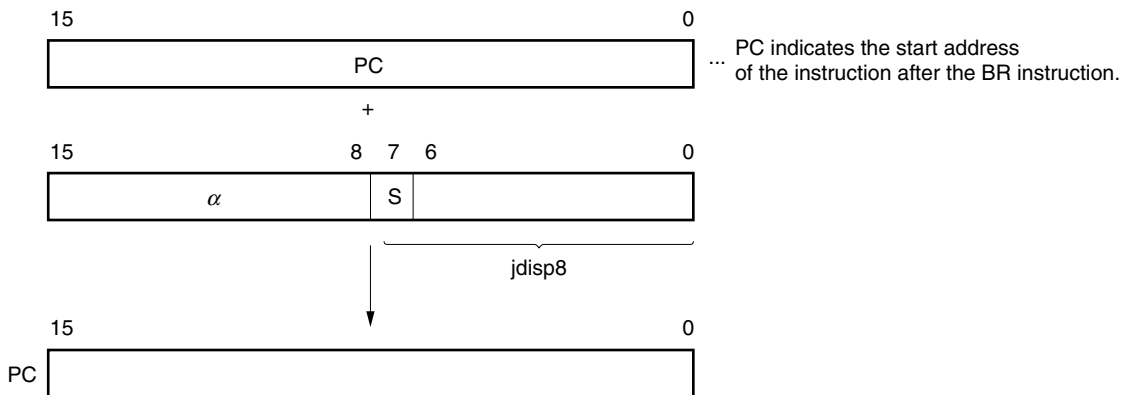 15 0
PC
... PC indicates the start address
of the instruction after the BR instruction.
+
15 8 7 6 0
α S
jdisp8
15 0
PC